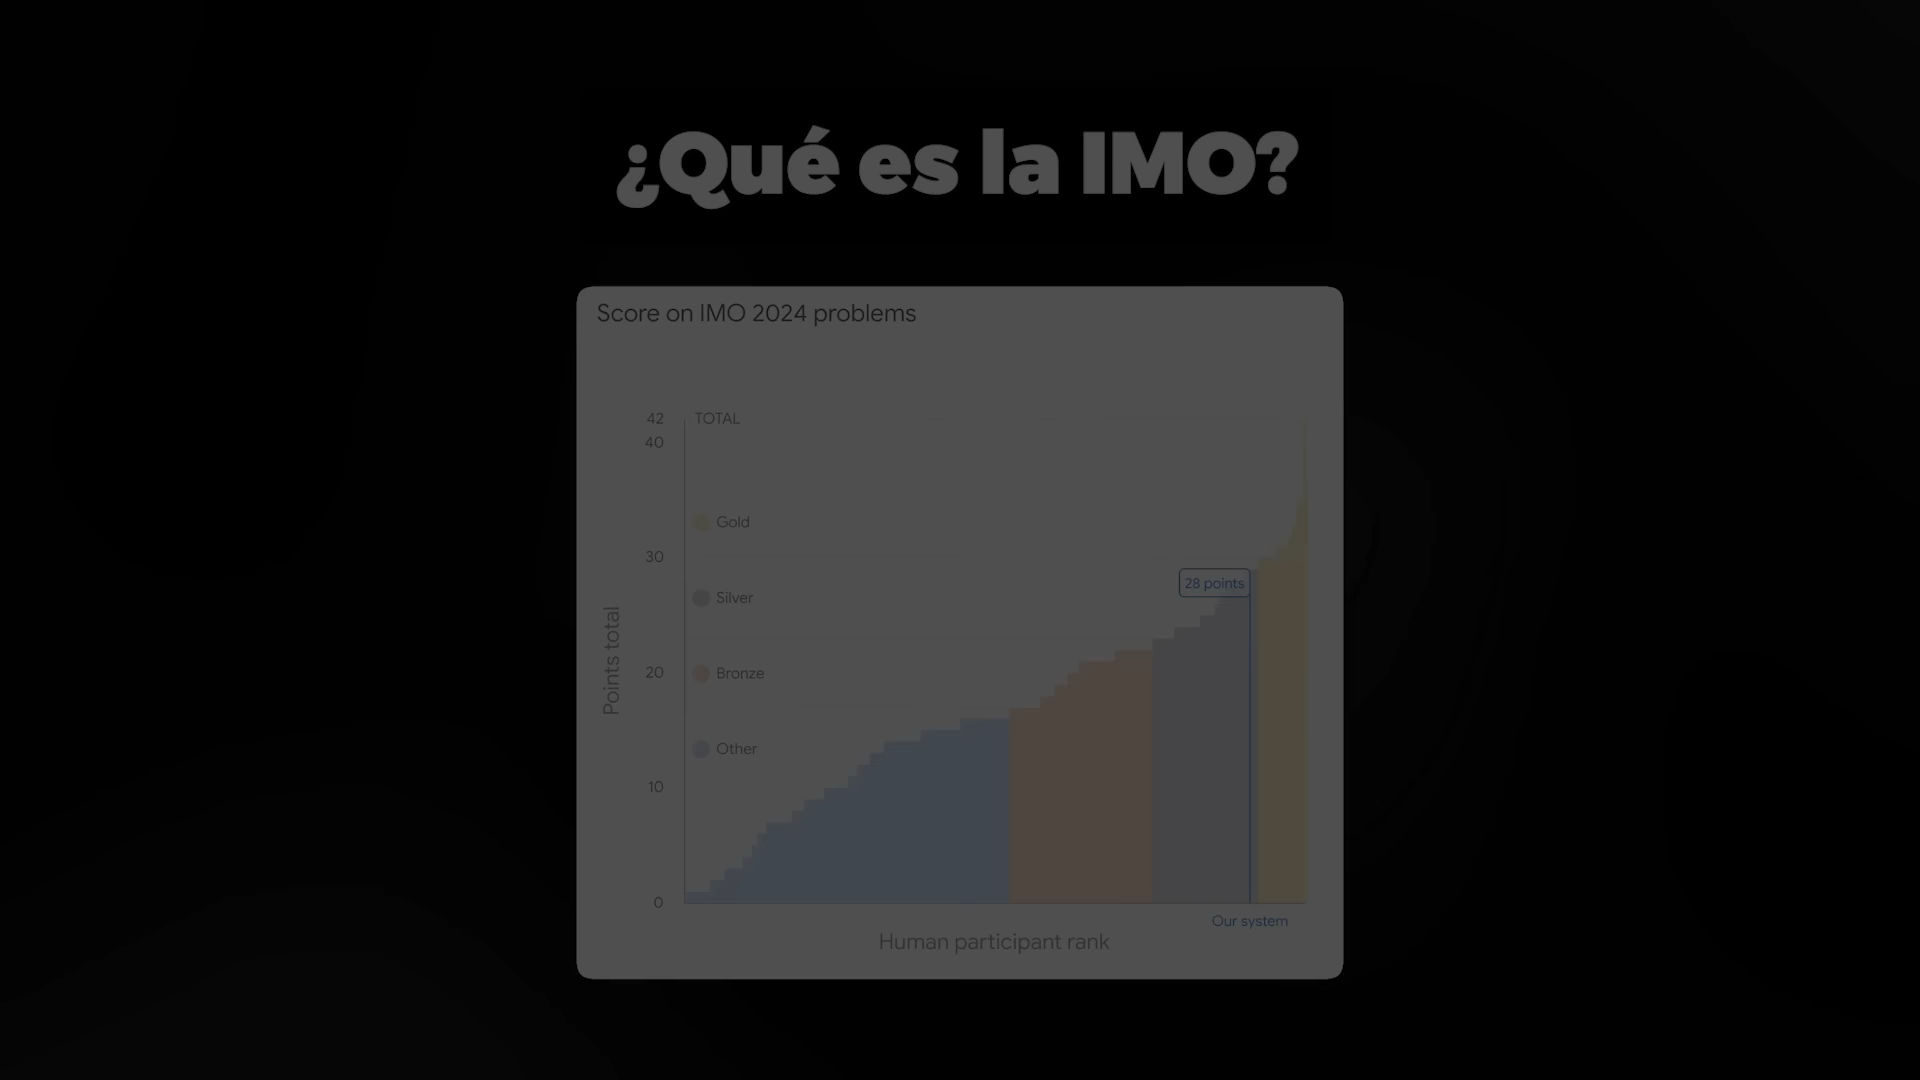 ¿Qué es la IMO?
Score on IMO 2024 problems
42
TOTAL
40
Gold
30
28 points
Silver
Bronze
20
Points total
Other
10
0
Our system
Human participant rank